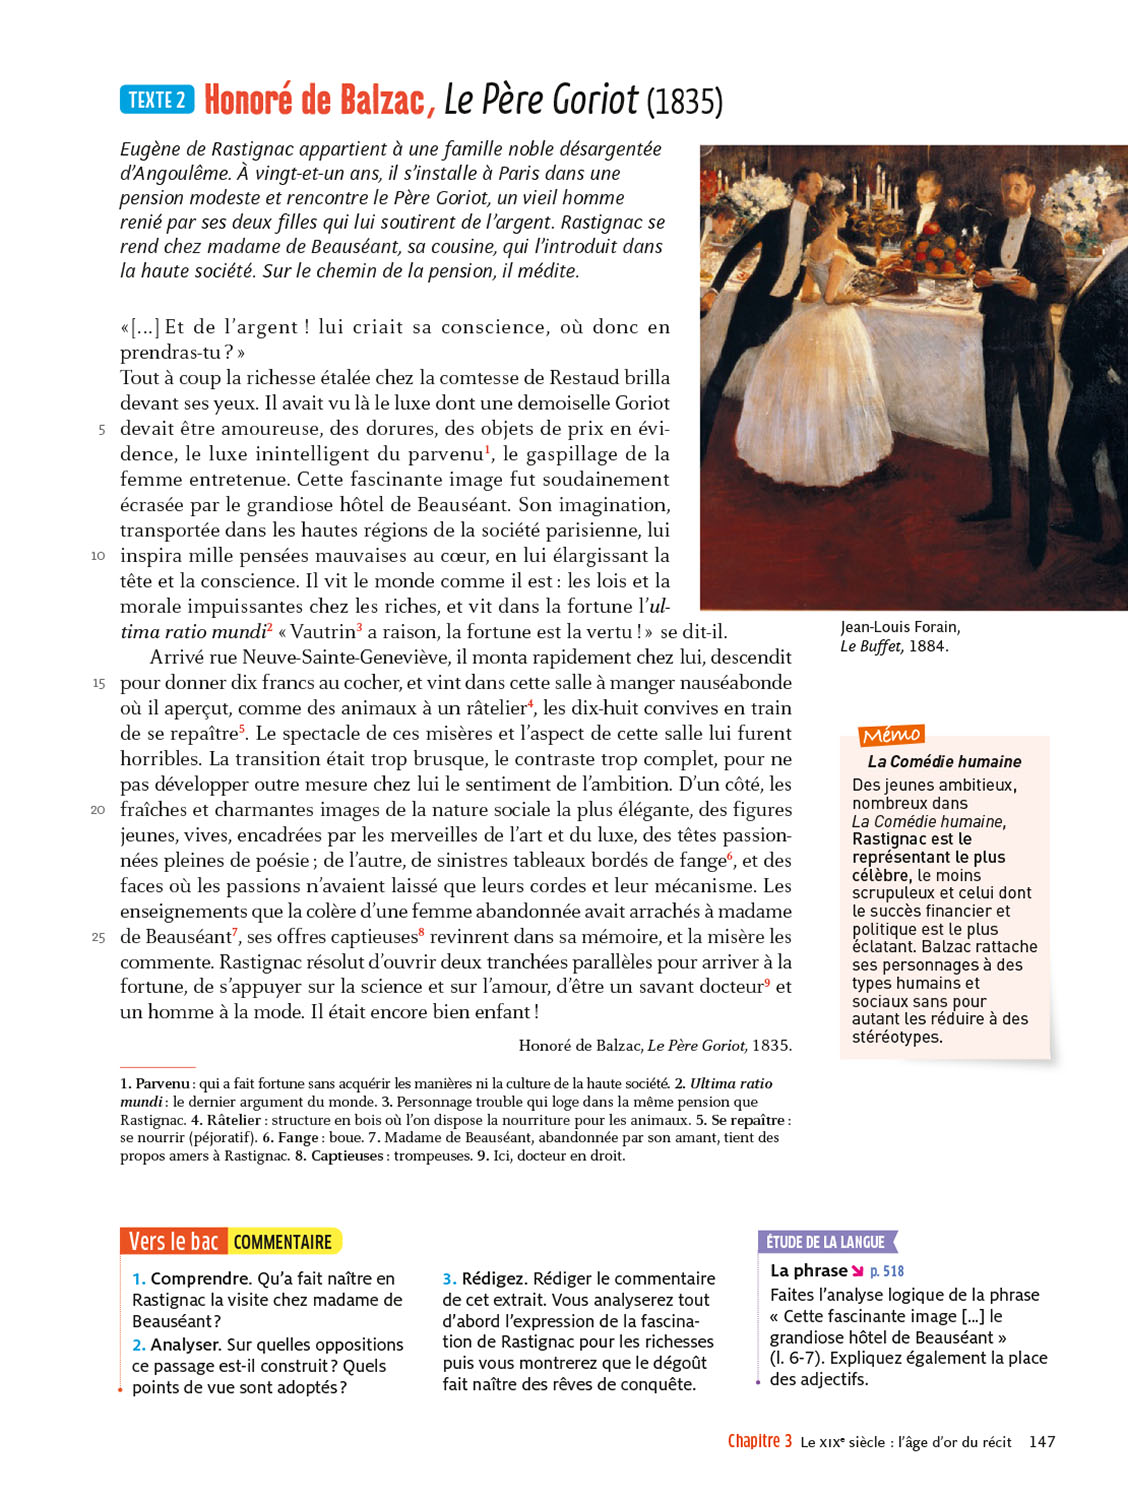 TEXTE 2 Honoré de Balzac, Le Père Goriot (1835)
Eugène de Rastignac appartient à une famille noble désargentée
d’Angoulême. À vingt-et-un ans, il s’installe à Paris dans une
pension modeste et rencontre le Père Goriot, un vieil homme
renié par ses deux filles qui lui soutirent de l’argent. Rastignac se
rend chez madame de Beauséant, sa cousine, qui l’introduit dans
la haute société. Sur le chemin de la pension, il médite.
« [...] Et de l’argent ! lui criait sa conscience, où donc en
prendras-tu ? »
Tout à coup la richesse étalée chez la comtesse de Restaud brilla
devant ses yeux. Il avait vu là le luxe dont une demoiselle Goriot
5 devait être amoureuse, des dorures, des objets de prix en évi-
dence, le luxe inintelligent du parvenu1, le gaspillage de la
femme entretenue. Cette fascinante image fut soudainement
écrasée par le grandiose hôtel de Beauséant. Son imagination,
transportée dans les hautes régions de la société parisienne, lui
10 inspira mille pensées mauvaises au cœur, en lui élargissant la
tête et la conscience. Il vit le monde comme il est : les lois et la
morale impuissantes chez les riches, et vit dans la fortune l’ul-
tima ratio mundi2 « Vautrin3 a raison, la fortune est la vertu ! » se dit-il.
Arrivé rue Neuve-Sainte-Geneviève, il monta rapidement chez lui, descendit
15 pour donner dix francs au cocher, et vint dans cette salle à manger nauséabonde
où il aperçut, comme des animaux à un râtelier4, les dix-huit convives en train
de se repaître5. Le spectacle de ces misères et l’aspect de cette salle lui furent
horribles. La transition était trop brusque, le contraste trop complet, pour ne
pas développer outre mesure chez lui le sentiment de l’ambition. D’un côté, les
20 fraîches et charmantes images de la nature sociale la plus élégante, des figures
jeunes, vives, encadrées par les merveilles de l’art et du luxe, des têtes passion-
nées pleines de poésie ; de l’autre, de sinistres tableaux bordés de fange6, et des
faces où les passions n’avaient laissé que leurs cordes et leur mécanisme. Les
enseignements que la colère d’une femme abandonnée avait arrachés à madame
25 de Beauséant7, ses offres captieuses8 revinrent dans sa mémoire, et la misère les
commente. Rastignac résolut d’ouvrir deux tranchées parallèles pour arriver à la
fortune, de s’appuyer sur la science et sur l’amour, d’être un savant docteur9 et
un homme à la mode. Il était encore bien enfant !
Honoré de Balzac, Le Père Goriot, 1835.
1. Parvenu : qui a fait fortune sans acquérir les manières ni la culture de la haute société. 2. Ultima ratio
mundi : le dernier argument du monde. 3. Personnage trouble qui loge dans la même pension que
Rastignac. 4. Râtelier : structure en bois où l’on dispose la nourriture pour les animaux. 5. Se repaître :
se nourrir (péjoratif). 6. Fange : boue. 7. Madame de Beauséant, abandonnée par son amant, tient des
propos amers à Rastignac. 8. Captieuses : trompeuses. 9. Ici, docteur en droit.
Jean-Louis Forain,
Le Buffet, 1884.
Mémo
La Comédie humaine
Des jeunes ambitieux,
nombreux dans
La Comédie humaine,
Rastignac est le
représentant le plus
célèbre, le moins
scrupuleux et celui dont
le succès financier et
politique est le plus
éclatant. Balzac rattache
ses personnages à des
types humains et
sociaux sans pour
autant les réduire à des
stéréotypes.
Vers le bac COMMENTAIRE
1. Comprendre. Qu’a fait naître en
Rastignac la visite chez madame de
Beauséant ?
2. Analyser. Sur quelles oppositions
ce passage est-il construit ? Quels
points de vue sont adoptés ?
3. Rédigez. Rédiger le commentaire
de cet extrait. Vous analyserez tout
d’abord l’expression de la fascina-
tion de Rastignac pour les richesses
puis vous montrerez que le dégoût
fait naître des rêves de conquête.
ÉTUDE DE LA LANGUE
La phrase p. 518
Faites l’analyse logique de la phrase
« Cette fascinante image [...] le
grandiose hôtel de Beauséant »
(l. 6-7). Expliquez également la place
des adjectifs.
Chapitre 3 Le XIXe siècle : l’âge d’or du récit 147